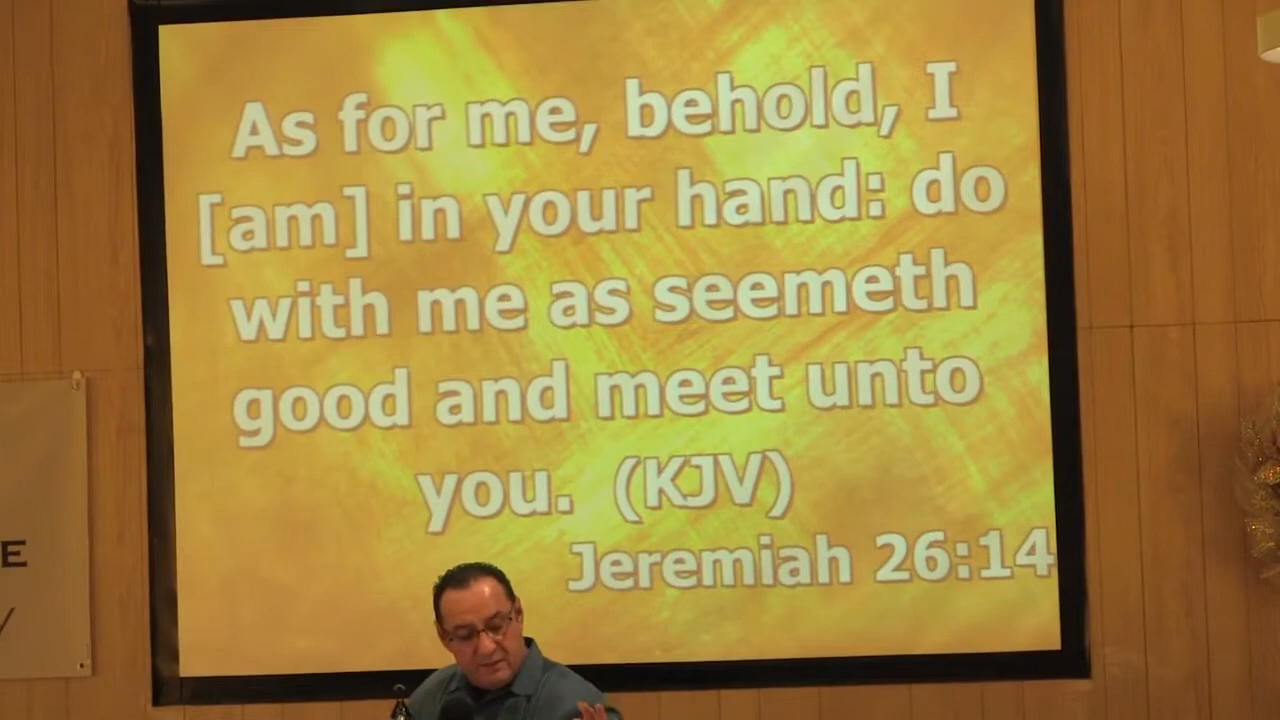 As for me, behold, I
[am] in your hand: do
with me as seemeth
good and meet unto
you. (KJV)
Jeremiah 26:14
E